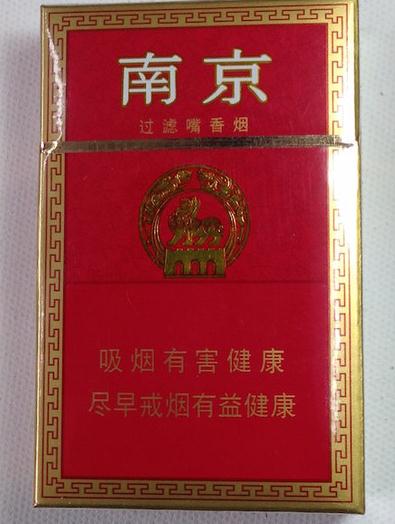 南京
过滤嘴香烟
吸烟有害健康
尽早戒烟有益健康